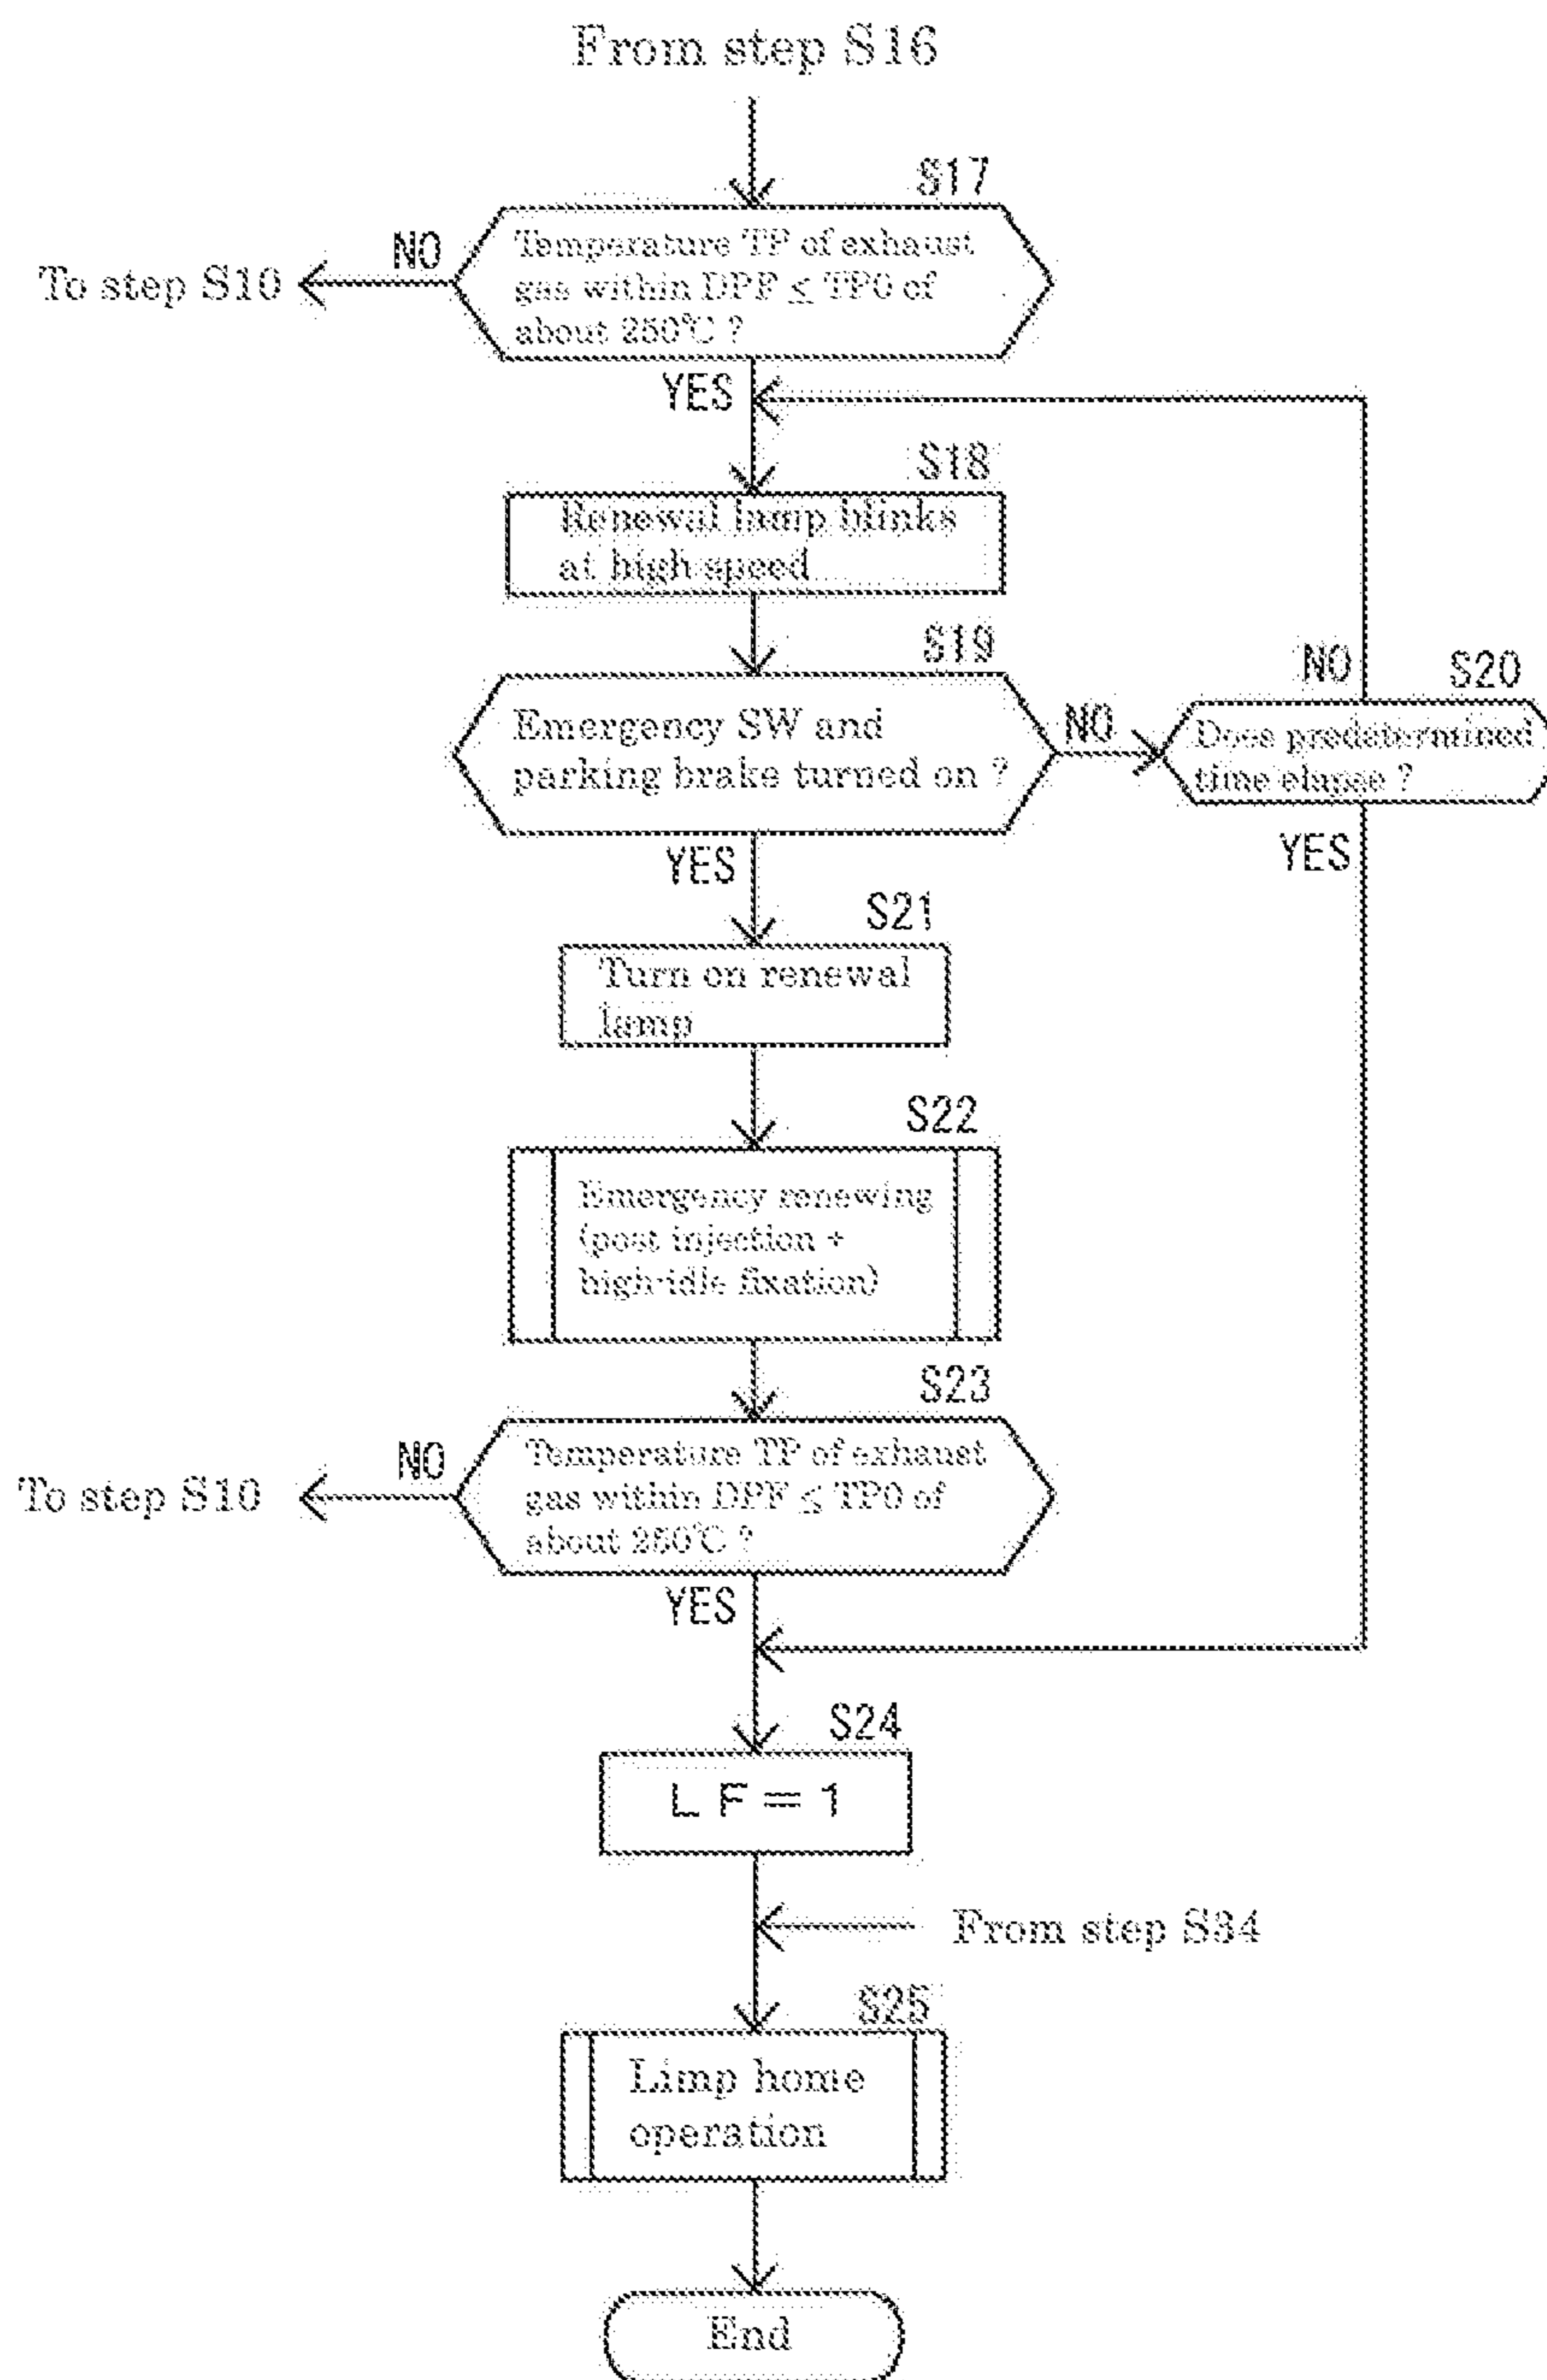 From step S16
S17
NO
Temperature TP of exhaust
To step S10
gas within DPF ≤ TP0 of
about 250℃ ?
YES
S18
Renewal lamp blinks
at high speed
S19
NO
S20
Emergency SW and
parking brake turned on ?
NO
Does predetermined
time elapse ?
YES
YES
S21
Turn on renewal
lamp
S22
Emergency renewing
(post injection +
high-idle fixation)
S23
NO
Temperature TP of exhaust
To step S10
gas within DPF ≤ TP0 of
about 250℃ ?
YES
S24
LF=1
From step S34
S25
Limp home
operation
End